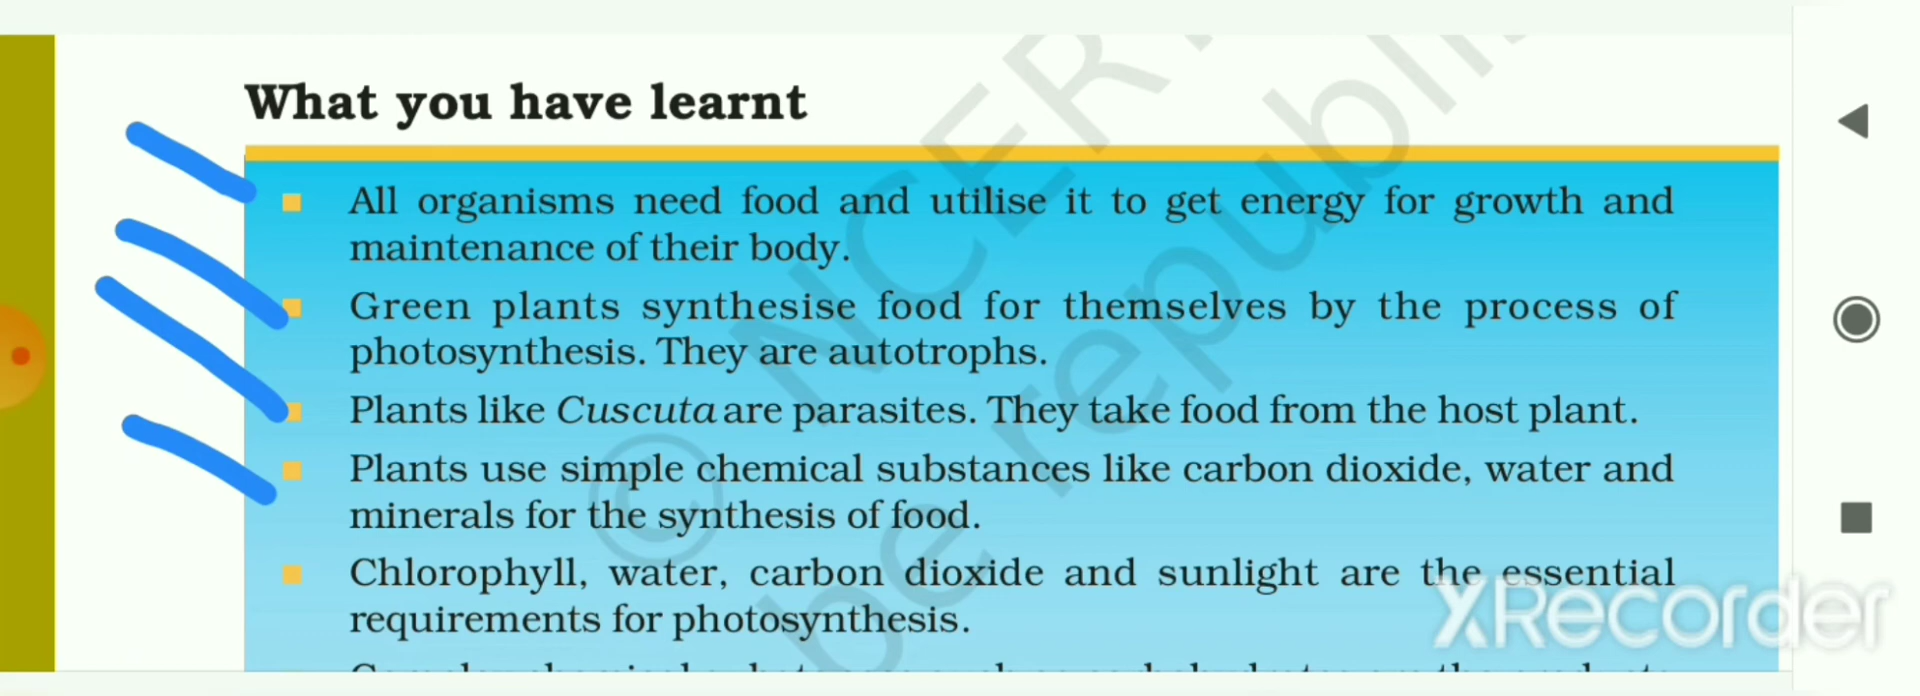 What you have learnt
All organisms need food and utilise it to get energy for growth and
maintenance of their body.
Green plants synthesise food for themselves by the process of
photosynthesis. They are autotrophs.
Plants like Cuscuta are parasites. They take food from the host plant.
Plants use simple chemical substances like carbon dioxide, water and
minerals for the synthesis of food.
Chlorophyll, water, carbon dioxide and sunlight are the essential
requirements for photosynthesis.
XRecorder
© NCER
be republi